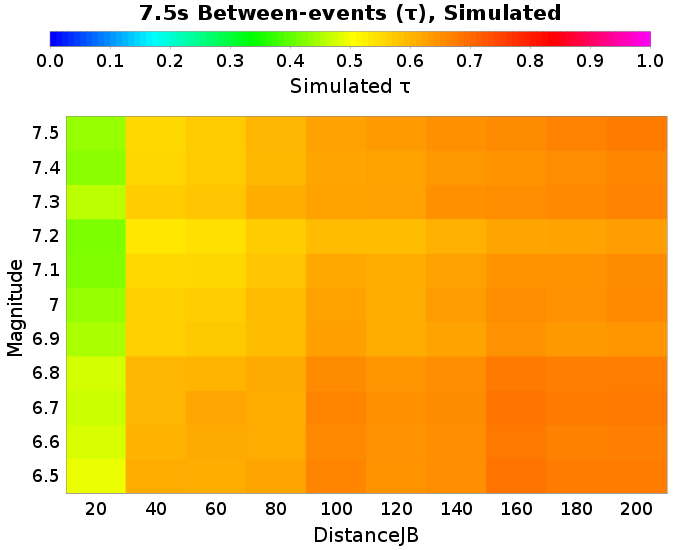 7.5s Between-events (τ), Simulated
0.0 0.1 0.2 0.3 0.4 0.5 0.6 0.7 0.8 0.9 1.0
Simulated τ
7.5
7.4
7.3
7.2
7.1
7
6.9
6.8
6.7
6.6
6.5
Magnitude
20 40 60 80 100 120 140 160 180 200
DistanceJB